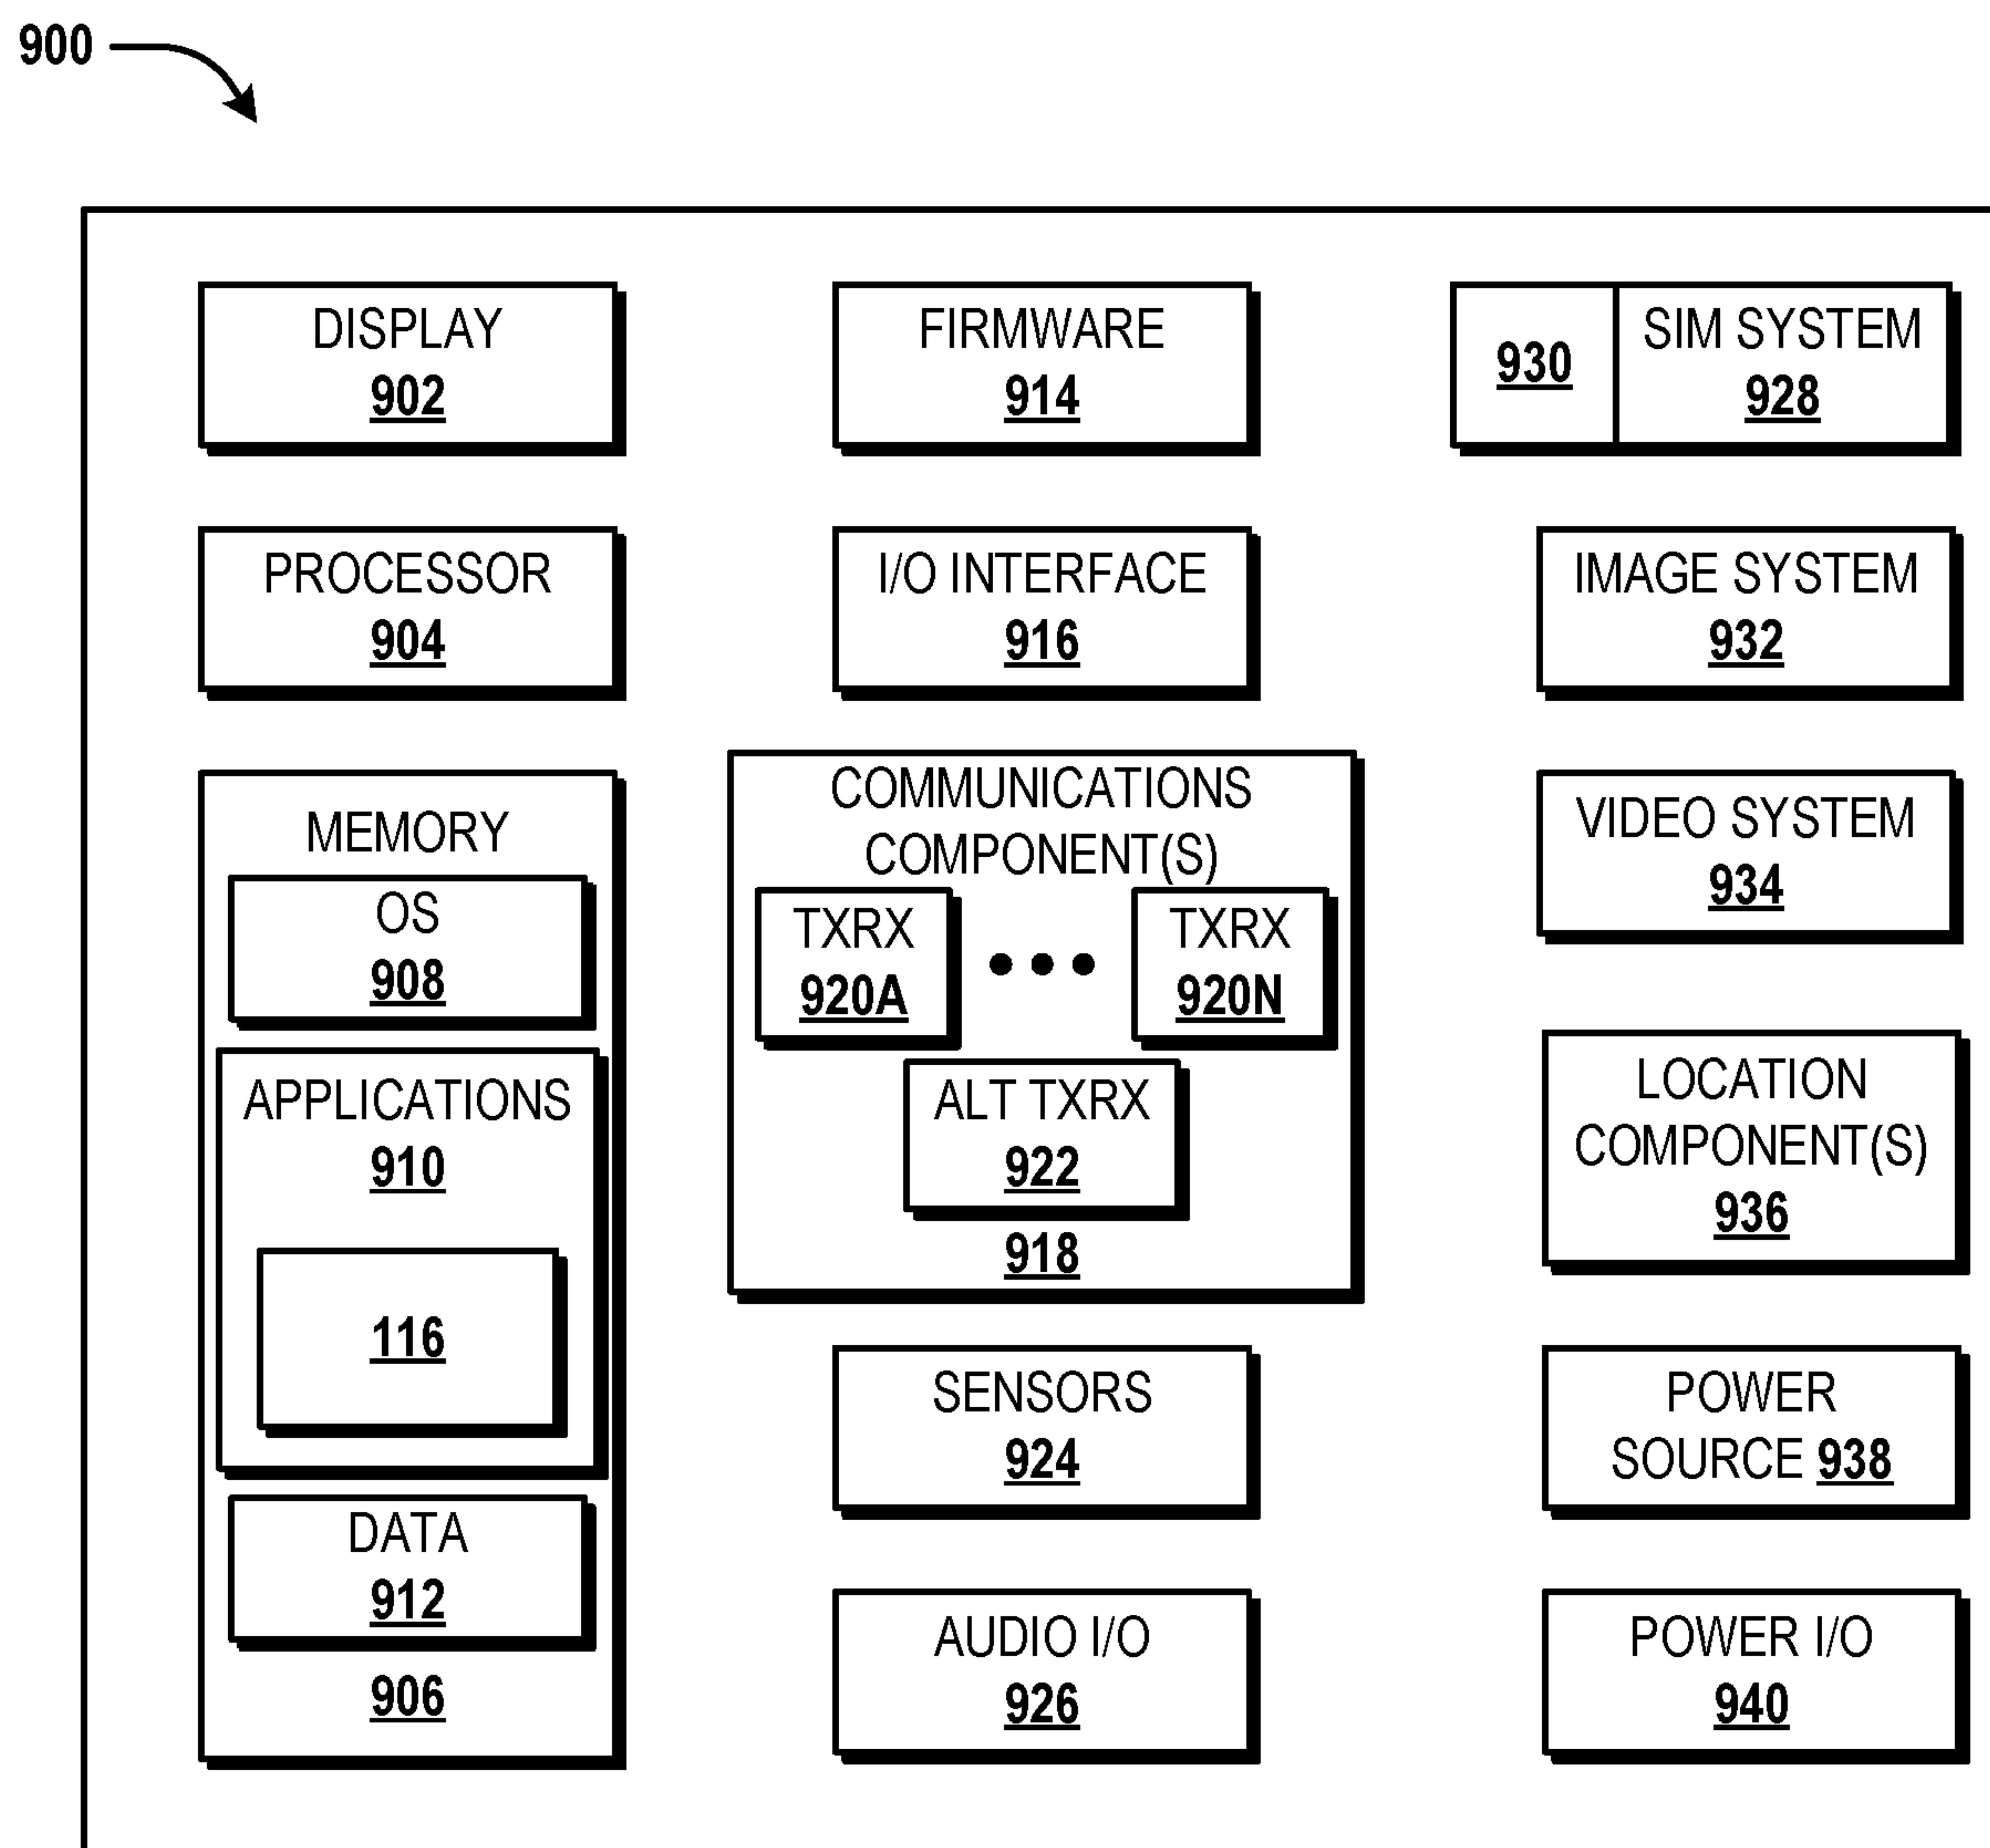 900
DISPLAY
902
PROCESSOR
904
MEMORY
OS
908
APPLICATIONS
910
116
DATA
912
906
FIRMWARE
914
I/O INTERFACE
916
COMMUNICATIONS
COMPONENT(S)
TXRX
920A
TXRX
920N
ALT TXRX
922
918
SENSORS
924
AUDIO I/O
926
930
SIM SYSTEM
928
IMAGE SYSTEM
932
VIDEO SYSTEM
934
LOCATION
COMPONENT(S)
936
POWER
SOURCE 938
POWER I/O
940